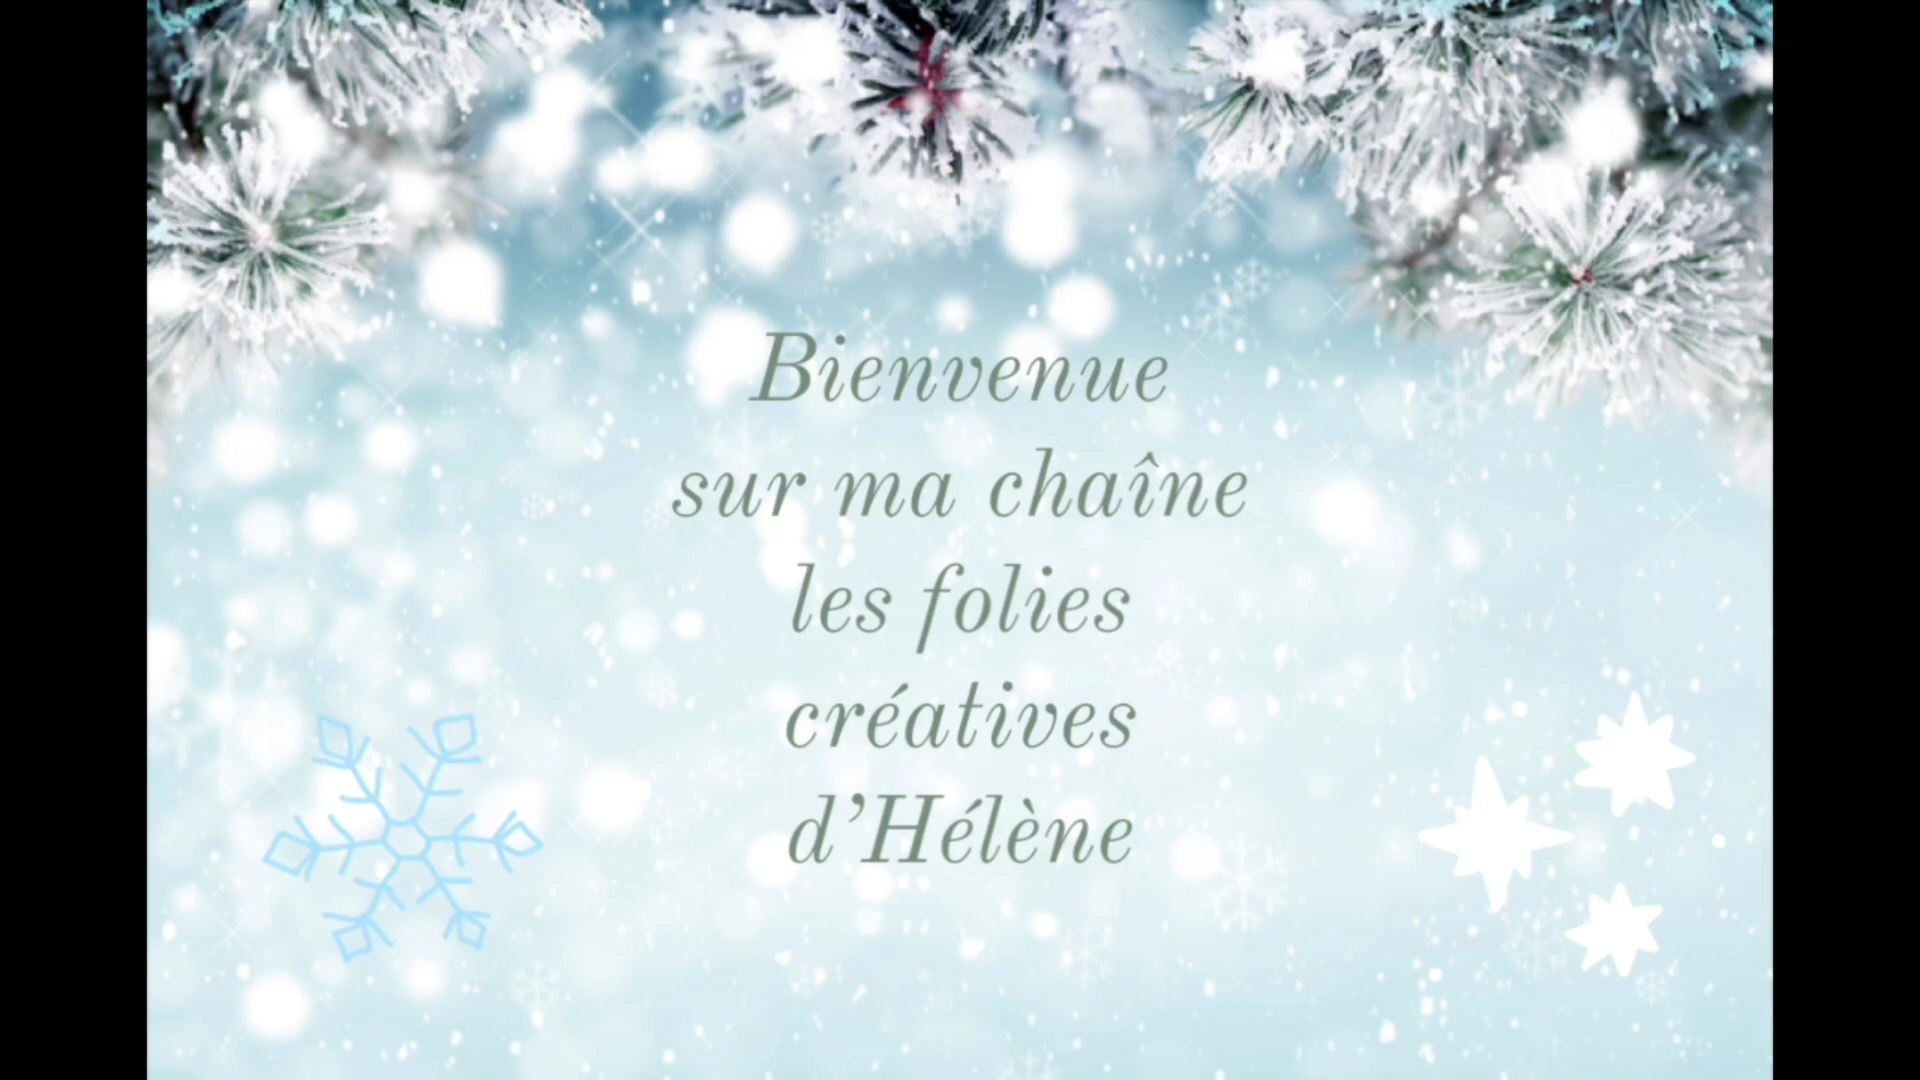 Bienvenue
sur ma chaîne
les folies
créatives
d’Hélène